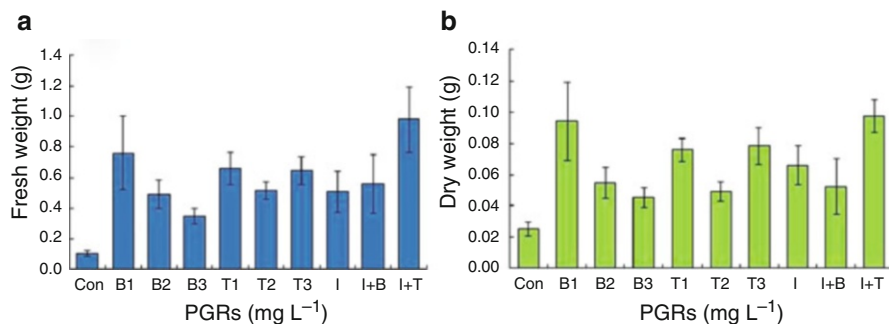 a
Fresh weight (g)
1.4
1.2
1.0
0.8
0.6
0.4
0.2
0.0
Con B1 B2 B3 T1 T2 T3 I I+B I+T
PGRs (mg L⁻¹)
b
Dry weight (g)
0.14
0.12
0.10
0.08
0.06
0.04
0.02
0.00
Con B1 B2 B3 T1 T2 T3 I I+B I+T
PGRs (mg L⁻¹)